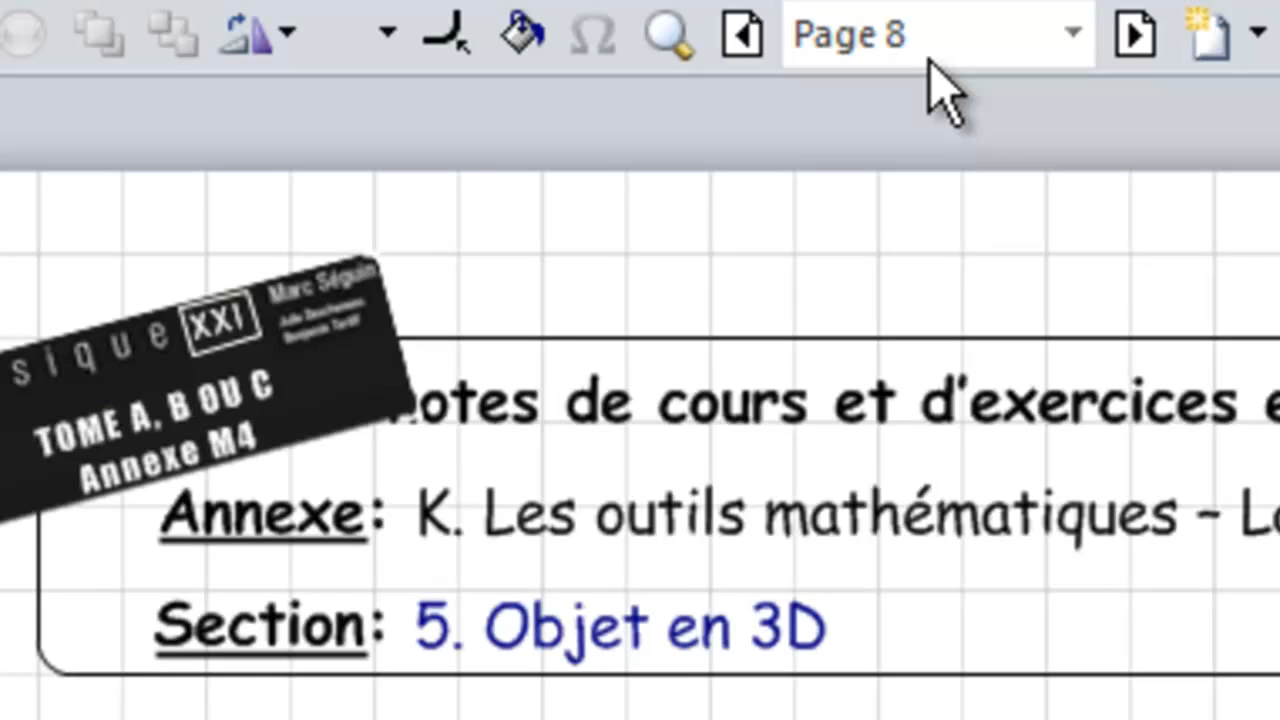 Page 8
sique XXI Marc Séguin
TOME A, B OU C
Annexe M4
otes de cours et d'exercices e
Annexe: K. Les outils mathématiques - L
Section: 5. Objet en 3D